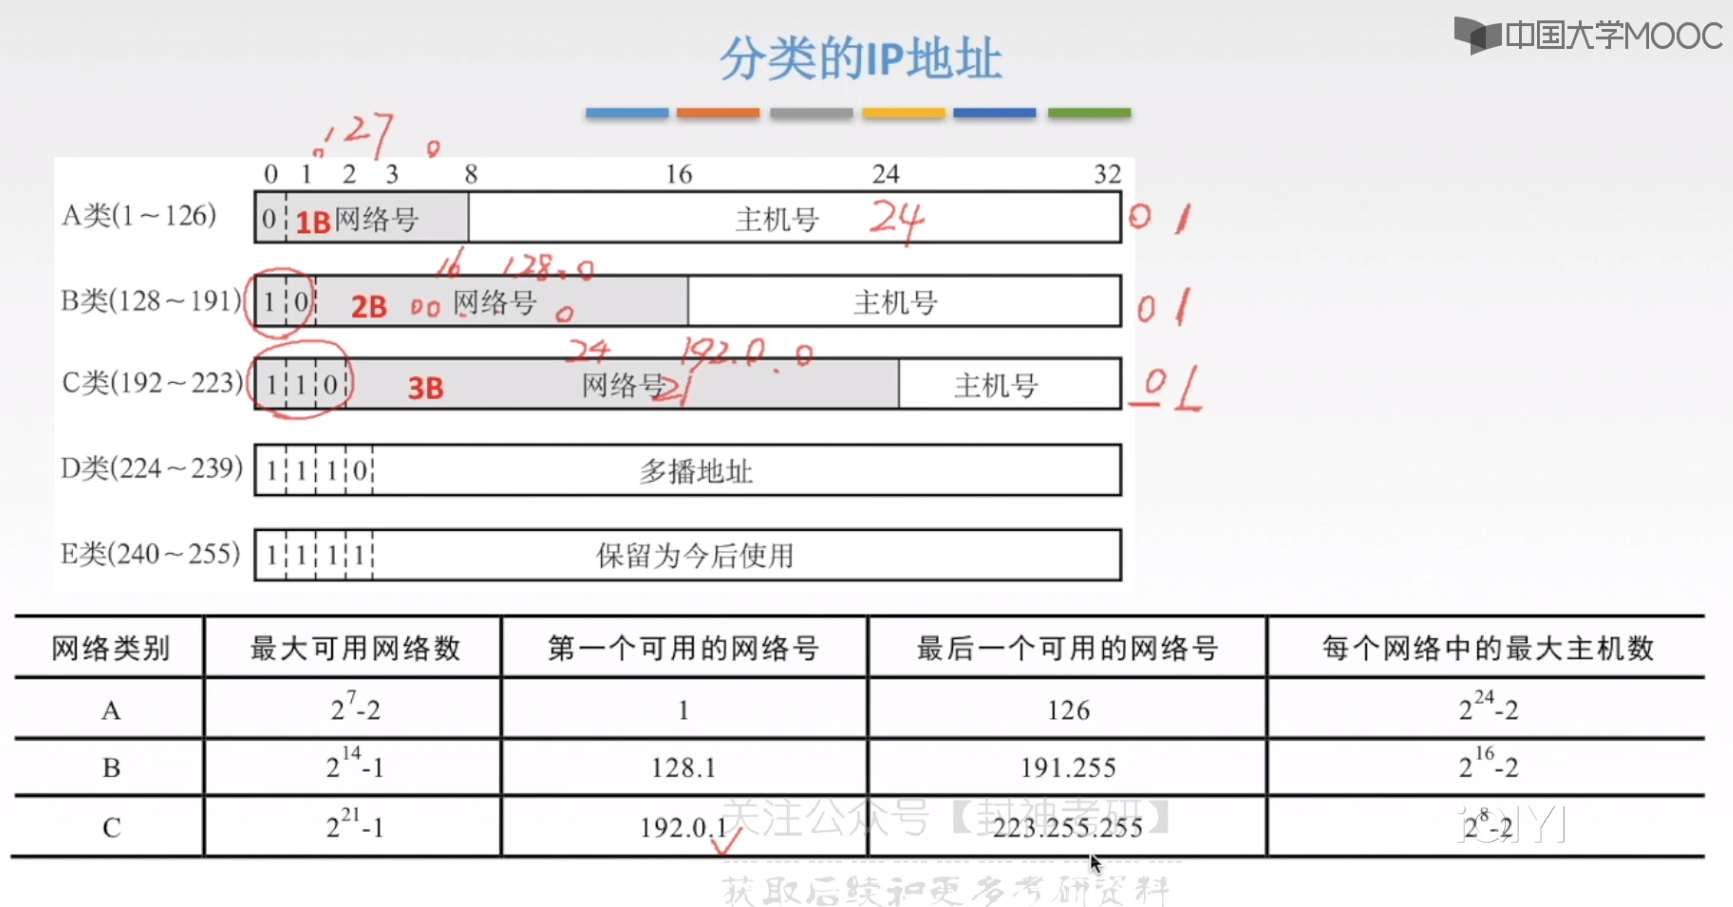 中国大学MOOC
分类的IP地址
127
0 0
0 1 2 3 8 16 24 32
A类(1～126) 0 1B 网络号 主机号 24 0 1
16 128.0
B类(128～191) 1 0 2B 00 网络号 0 主机号 0 1
24 192.0.0
C类(192～223) 1 1 0 3B 网络号 21 主机号 0 1
D类(224～239) 1 1 1 0 多播地址
E类(240～255) 1 1 1 1 保留为今后使用
网络类别 最大可用网络数 第一个可用的网络号 最后一个可用的网络号 每个网络中的最大主机数
A 2^7-2 1 126 2^24-2
B 2^14-1 128.1 191.255 2^16-2
关注公众号【封神考研】
C 2^21-1 192.0.1 223.255.255 2^8-2
iQIYI
获取后续和更多考研资料